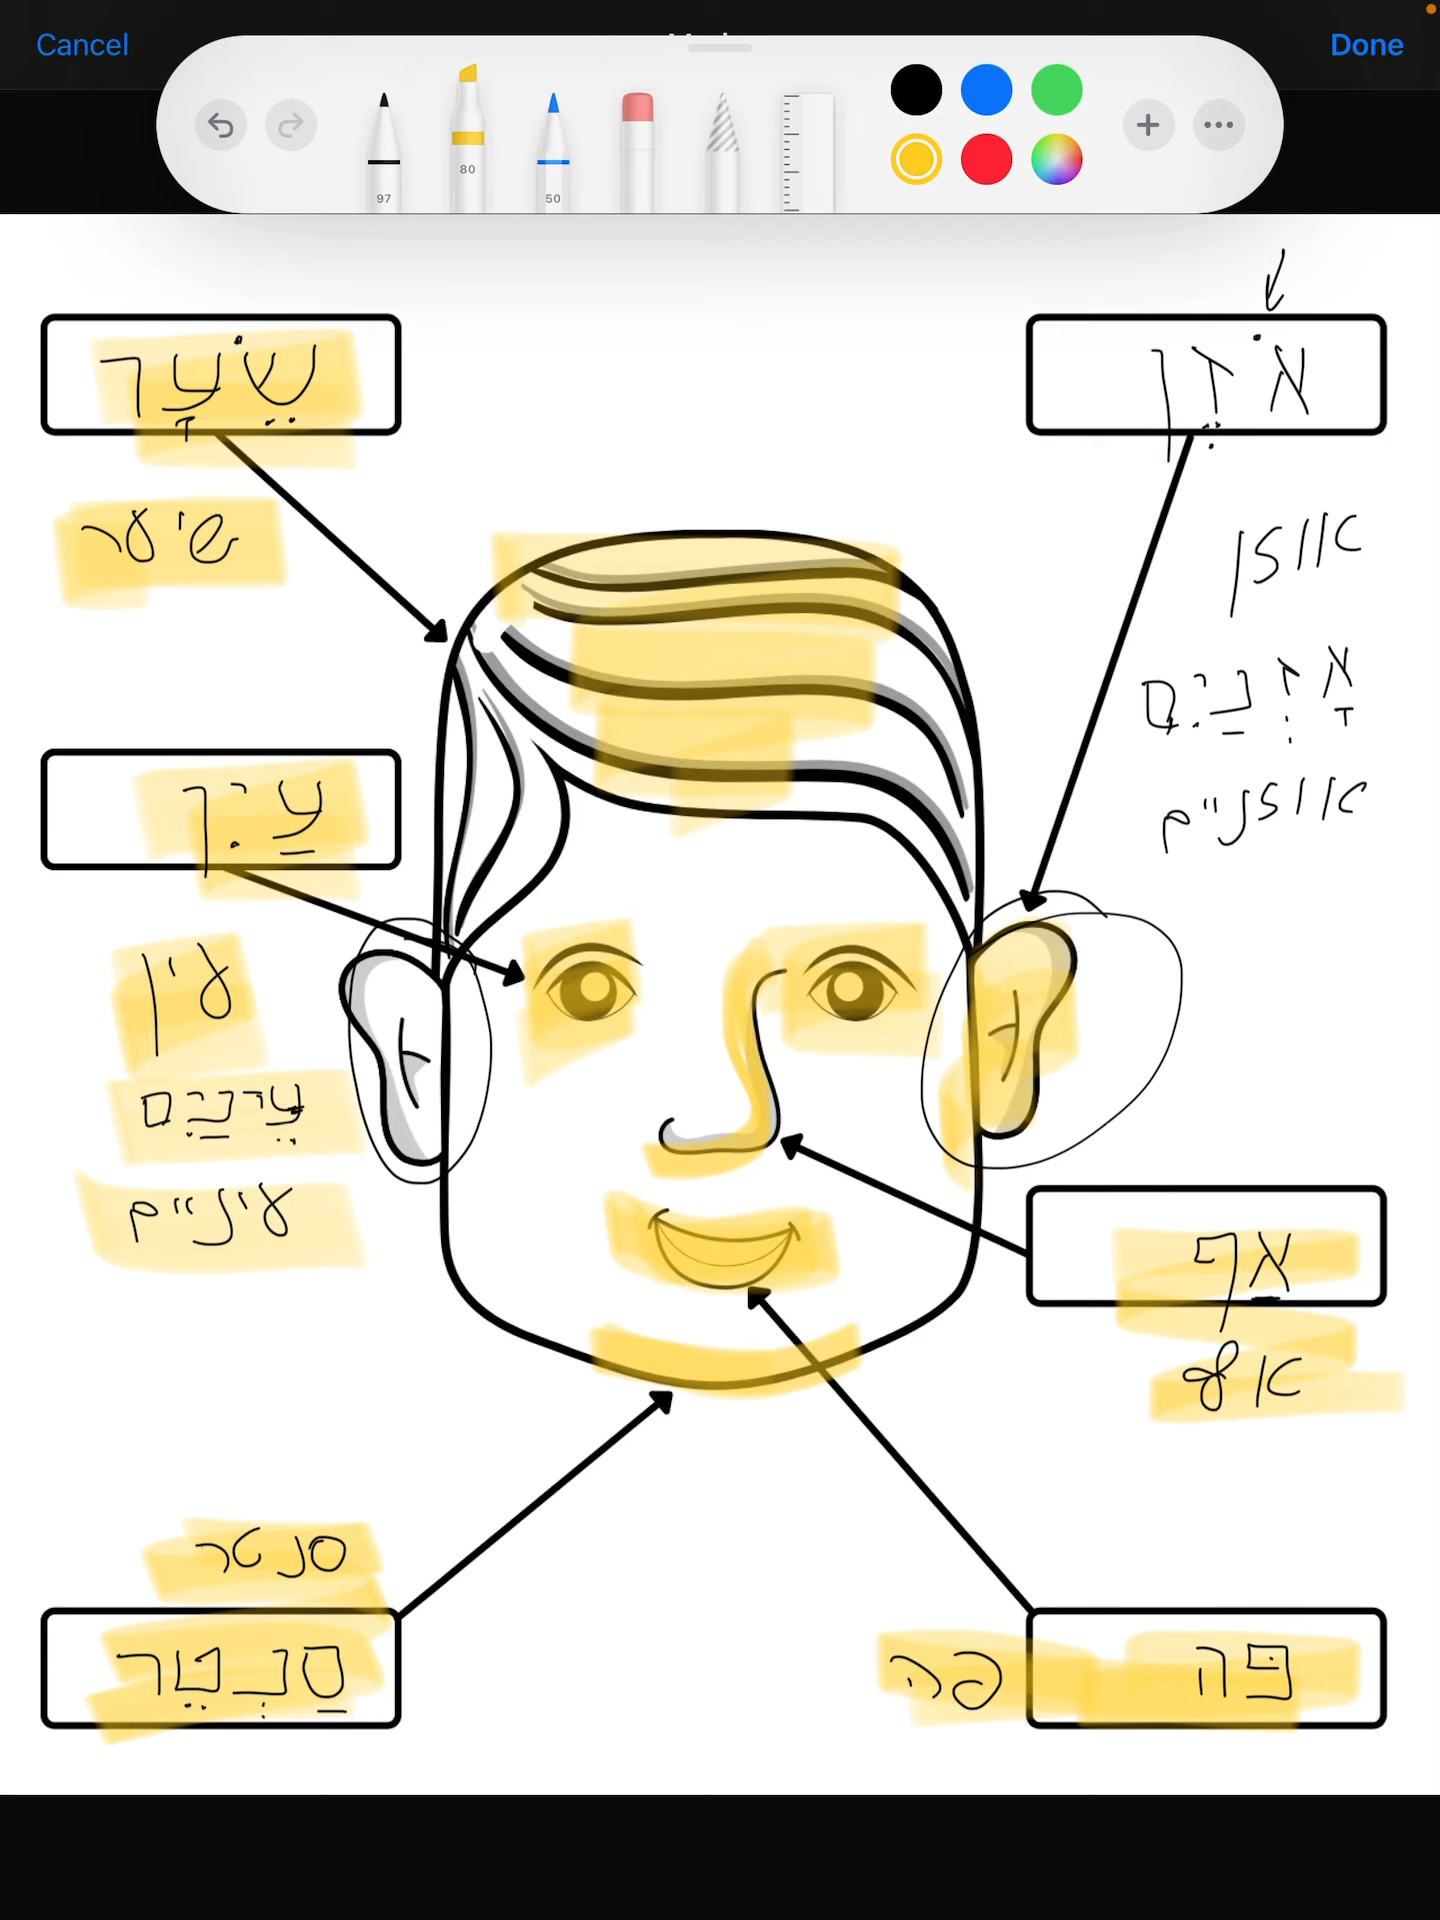 Cancel
Done
97
80
50
שֵׂעָר
אֹזֶן
שיער
אוזן
אָזְנַיִם
עַיִן
אוזניים
עין
עֵינַיִם
עיניים
אַף
אף
סנטר
סַנְטֵר
פּה
פה